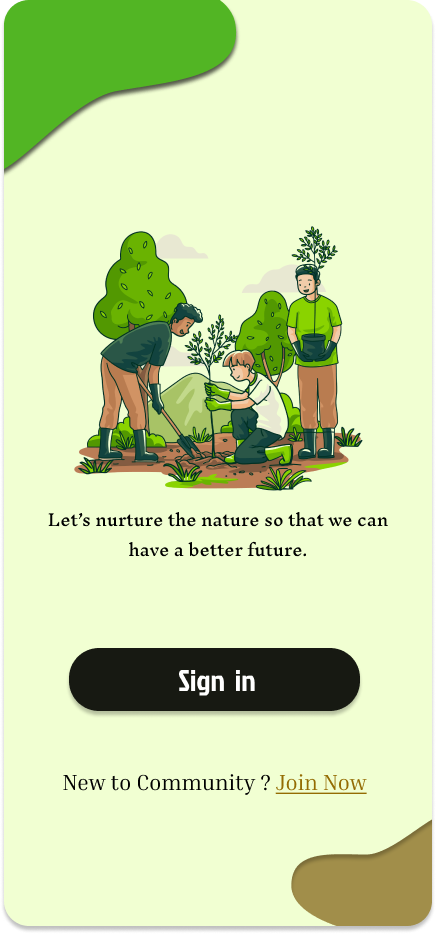 Let’s nurture the nature so that we can
have a better future.
Sign in
New to Community ? Join Now